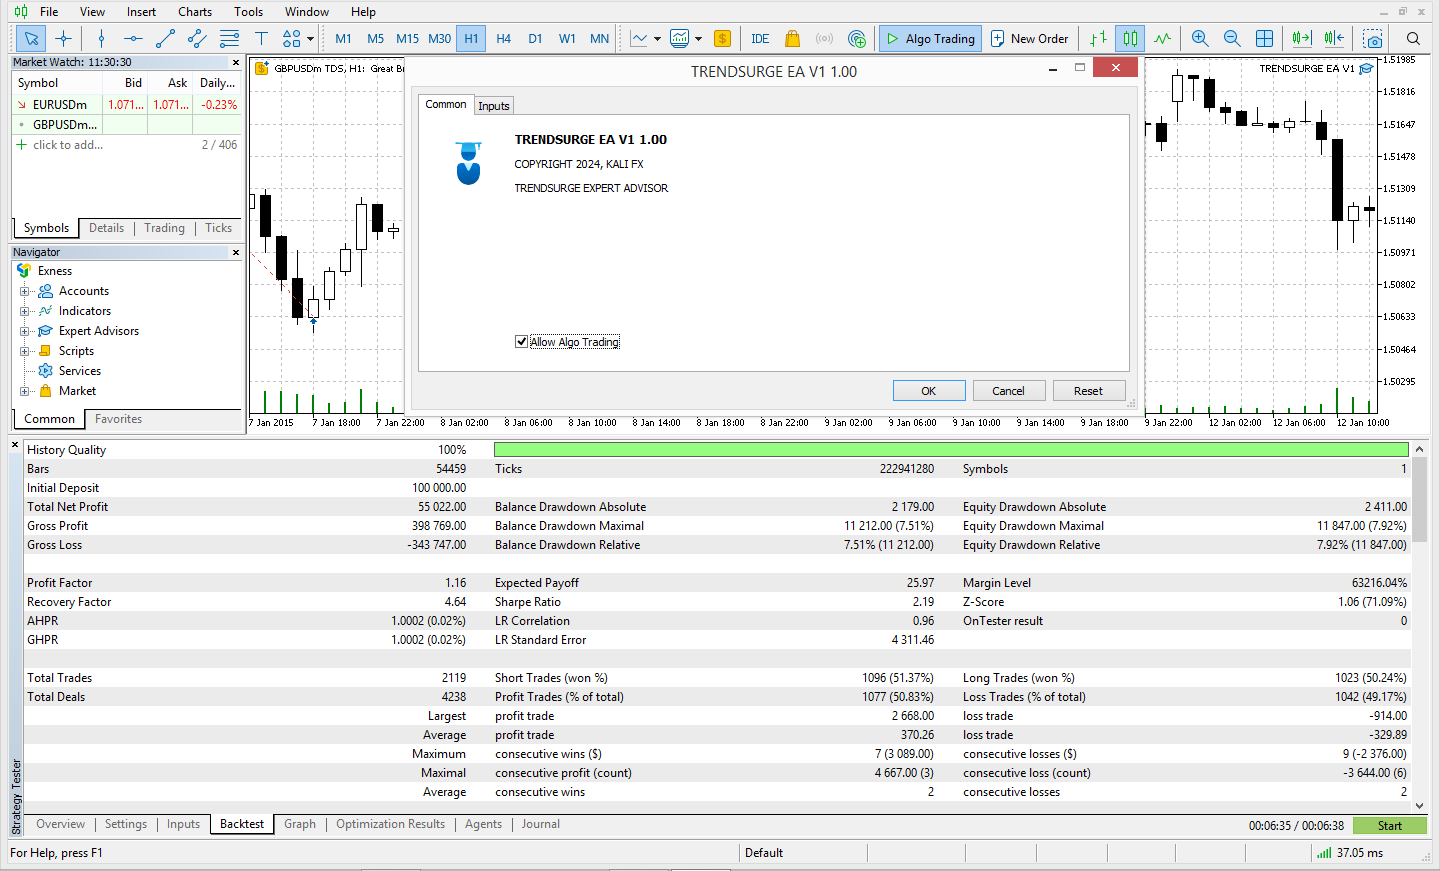 File View Insert Charts Tools Window Help
M1 M5 M15 M30 H1 H4 D1 W1 MN IDE Algo Trading New Order
Market Watch: 11:30:30
Symbol Bid Ask Daily...
EURUSDm 1.071... 1.071... -0.23%
GBPUSDm...
click to add... 2 / 406
Symbols Details Trading Ticks
Navigator
Exness
Accounts
Indicators
Expert Advisors
Scripts
Services
Market
Common Favorites
GBPUSDm TDS, H1: Great Br
TRENDSURGE EA V1
1.51985
1.51816
1.51647
1.51478
1.51309
1.51140
1.50971
1.50802
1.50633
1.50464
1.50295
7 Jan 2015 7 Jan 18:00 7 Jan 22:00 8 Jan 02:00 8 Jan 06:00 8 Jan 10:00 8 Jan 14:00 8 Jan 18:00 8 Jan 22:00 9 Jan 02:00 9 Jan 06:00 9 Jan 10:00 9 Jan 14:00 9 Jan 18:00 9 Jan 22:00 12 Jan 02:00 12 Jan 06:00 12 Jan 10:00
TRENDSURGE EA V1 1.00
Common Inputs
TRENDSURGE EA V1 1.00
COPYRIGHT 2024, KALI FX
TRENDSURGE EXPERT ADVISOR
Allow Algo Trading
OK Cancel Reset
History Quality 100%
Bars 54459 Ticks 222941280 Symbols 1
Initial Deposit 100 000.00
Total Net Profit 55 022.00 Balance Drawdown Absolute 2 179.00 Equity Drawdown Absolute 2 411.00
Gross Profit 398 769.00 Balance Drawdown Maximal 11 212.00 (7.51%) Equity Drawdown Maximal 11 847.00 (7.92%)
Gross Loss -343 747.00 Balance Drawdown Relative 7.51% (11 212.00) Equity Drawdown Relative 7.92% (11 847.00)
Profit Factor 1.16 Expected Payoff 25.97 Margin Level 63216.04%
Recovery Factor 4.64 Sharpe Ratio 2.19 Z-Score 1.06 (71.09%)
AHPR 1.0002 (0.02%) LR Correlation 0.96 OnTester result 0
GHPR 1.0002 (0.02%) LR Standard Error 4 311.46
Total Trades 2119 Short Trades (won %) 1096 (51.37%) Long Trades (won %) 1023 (50.24%)
Total Deals 4238 Profit Trades (% of total) 1077 (50.83%) Loss Trades (% of total) 1042 (49.17%)
Largest profit trade 2 668.00 loss trade -914.00
Average profit trade 370.26 loss trade -329.89
Maximum consecutive wins ($) 7 (3 089.00) consecutive losses ($) 9 (-2 376.00)
Maximal consecutive profit (count) 4 667.00 (3) consecutive loss (count) -3 644.00 (6)
Average consecutive wins 2 consecutive losses 2
Strategy Tester
Overview Settings Inputs Backtest Graph Optimization Results Agents Journal 00:06:35 / 00:06:38 Start
For Help, press F1 Default 37.05 ms